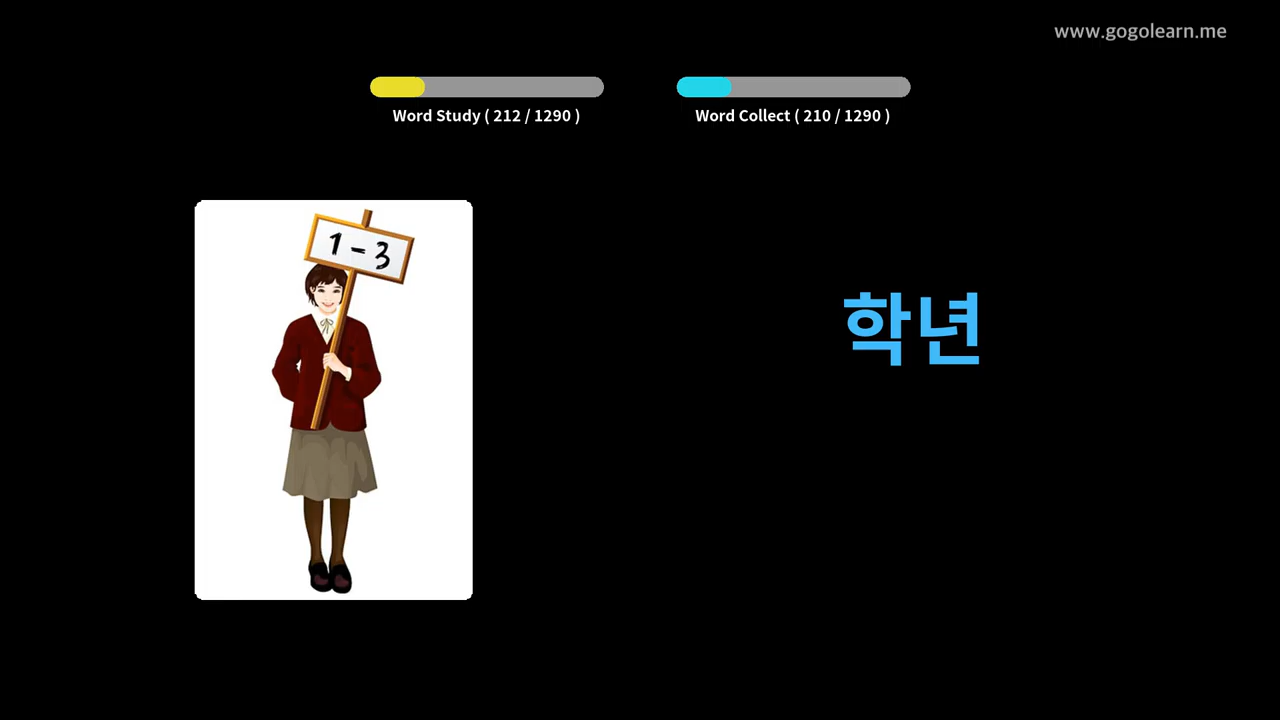 www.gogolearn.me
Word Study ( 212 / 1290 )
Word Collect ( 210 / 1290 )
1 - 3
학년